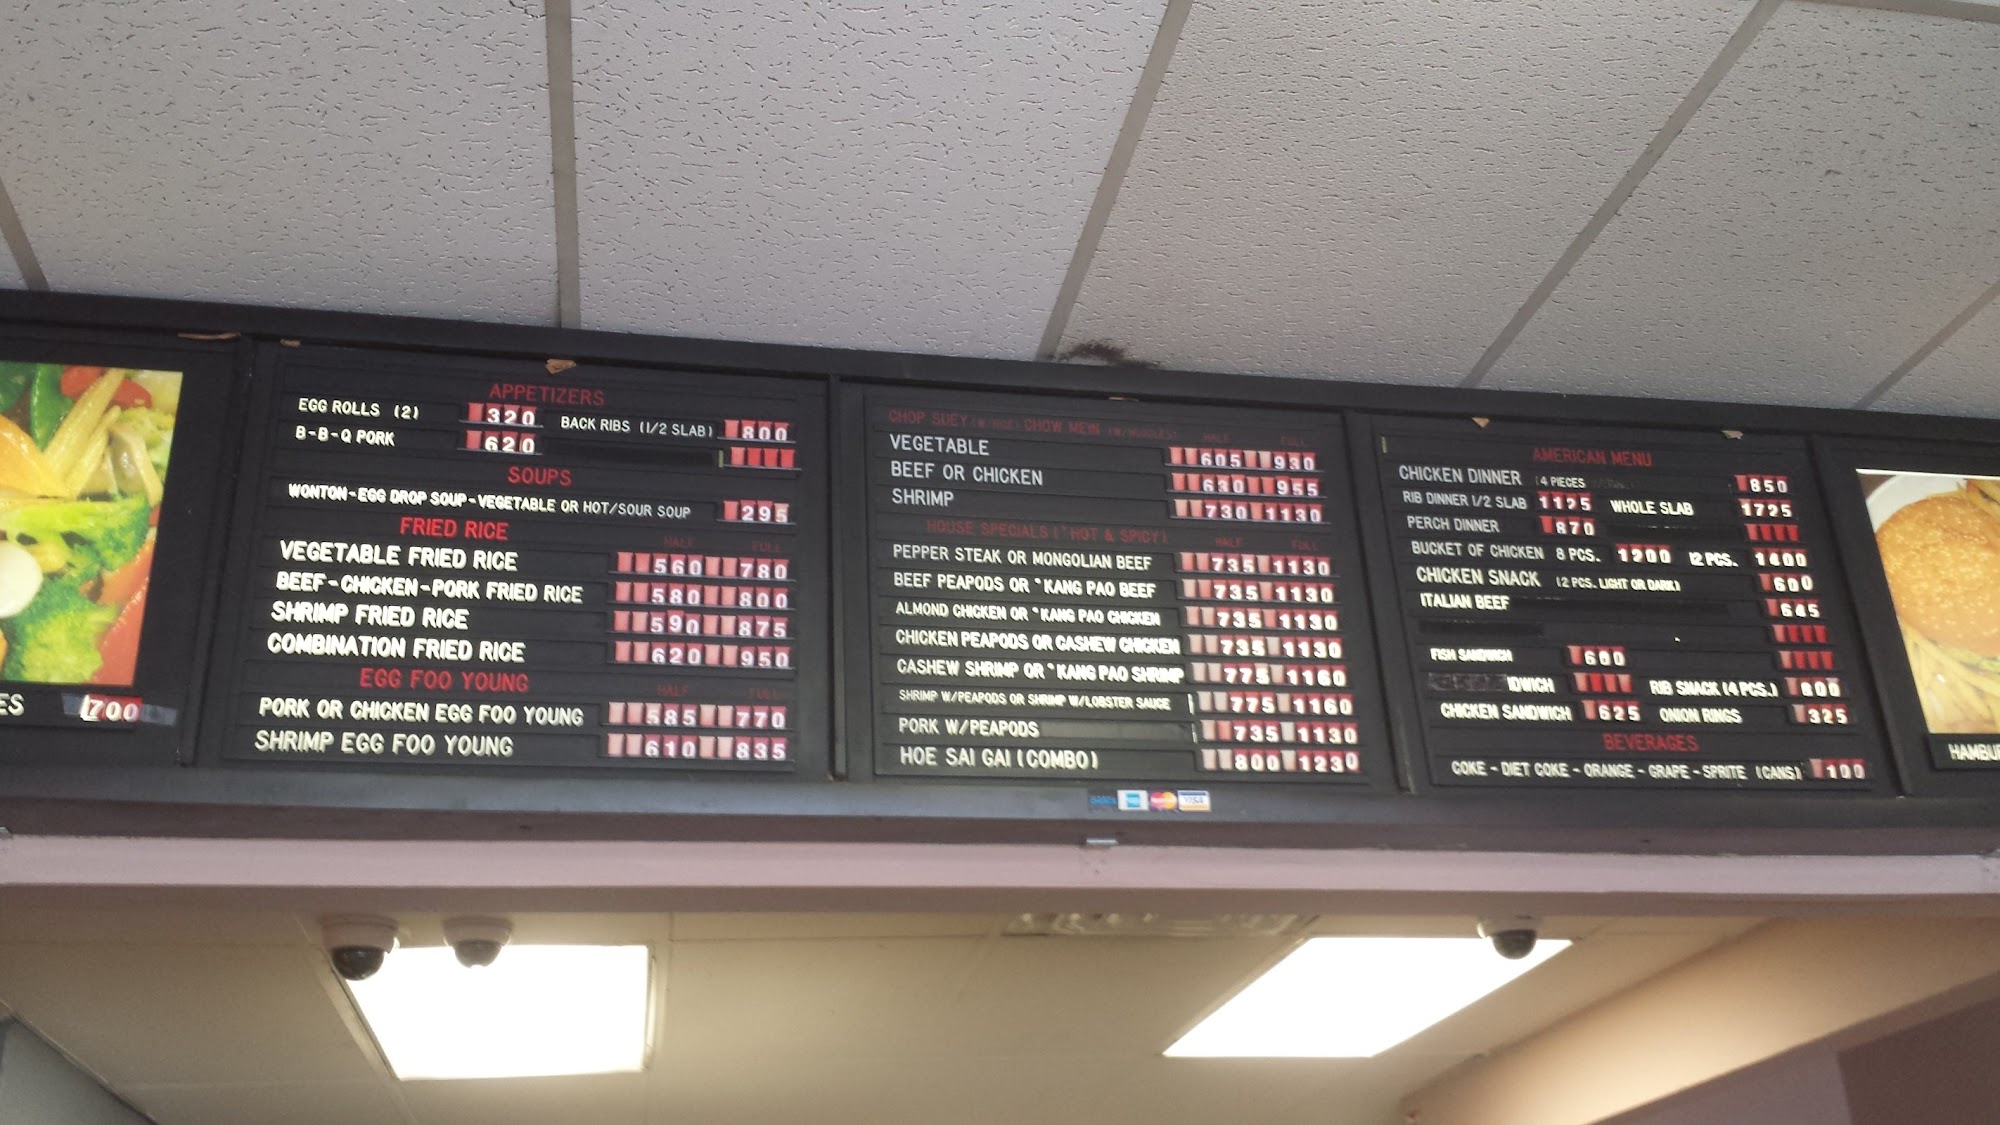 ES 700
APPETIZERS
EGG ROLLS (2) 320 BACK RIBS (1/2 SLAB) 800
B-B-Q PORK 620
SOUPS
WONTON-EGG DROP SOUP-VEGETABLE OR HOT/SOUR SOUP 295
FRIED RICE HALF FULL
VEGETABLE FRIED RICE 560 780
BEEF-CHICKEN-PORK FRIED RICE 580 800
SHRIMP FRIED RICE 590 875
COMBINATION FRIED RICE 620 950
EGG FOO YOUNG HALF FULL
PORK OR CHICKEN EGG FOO YOUNG 585 770
SHRIMP EGG FOO YOUNG 610 835
CHOP SUEY (W/RICE) CHOW MEIN (W/NOODLES) HALF FULL
VEGETABLE 605 930
BEEF OR CHICKEN 630 955
SHRIMP 730 1130
HOUSE SPECIALS (* HOT & SPICY) HALF FULL
PEPPER STEAK OR MONGOLIAN BEEF 735 1130
BEEF PEAPODS OR *KANG PAO BEEF 735 1130
ALMOND CHICKEN OR *KANG PAO CHICKEN 735 1130
CHICKEN PEAPODS OR CASHEW CHICKEN 735 1130
CASHEW SHRIMP OR *KANG PAO SHRIMP 775 1160
SHRIMP W/PEAPODS OR SHRIMP W/LOBSTER SAUCE 775 1160
PORK W/PEAPODS 735 1130
HOE SAI GAI (COMBO) 800 1230
VISA
AMERICAN MENU
CHICKEN DINNER (4 PIECES 850
RIB DINNER 1/2 SLAB 1125 WHOLE SLAB 1725
PERCH DINNER 870
BUCKET OF CHICKEN 8 PCS. 1200 12 PCS. 1400
CHICKEN SNACK (2 PCS. LIGHT OR DARK) 600
ITALIAN BEEF 645
FISH SANDWICH 600
DWICH RIB SNACK (4 PCS.) 800
CHICKEN SANDWICH 625 ONION RINGS 325
BEVERAGES
COKE - DIET COKE - ORANGE - GRAPE - SPRITE (CANS) 100
HAMBUR